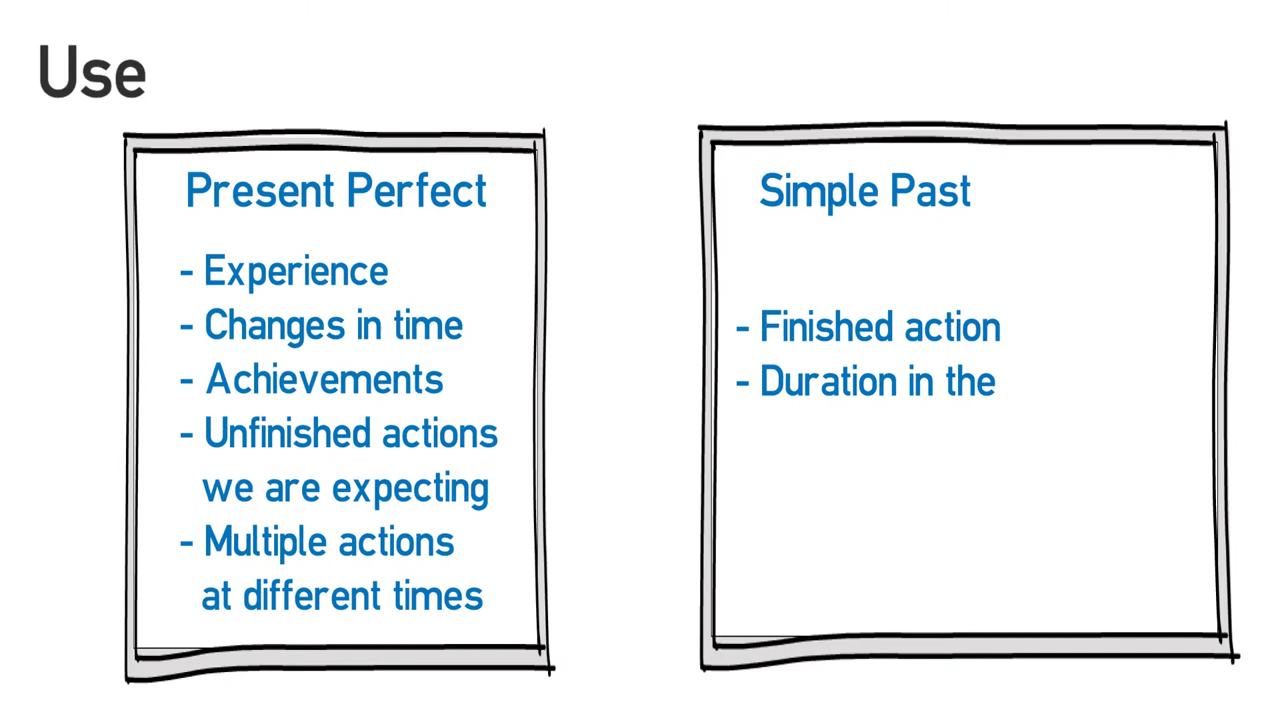 Use
Present Perfect
- Experience
- Changes in time
- Achievements
- Unfinished actions
we are expecting
- Multiple actions
at different times
Simple Past
- Finished action
- Duration in the